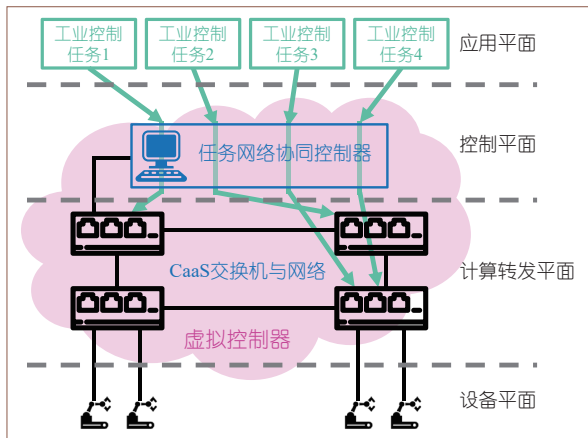 工业控制
任务1
工业控制
任务2
工业控制
任务3
工业控制
任务4
应用平面
任务网络协同控制器
控制平面
CaaS交换机与网络
计算转发平面
虚拟控制器
设备平面